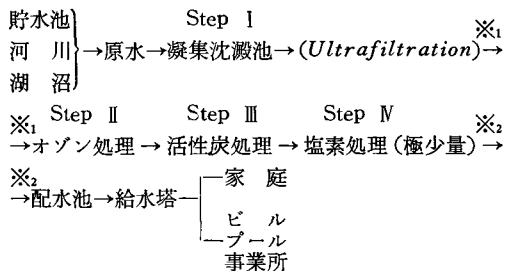 貯水池
Step Ⅰ
河川→原水→凝集沈澱池→(Ultrafiltration)→※1
湖沼
Step Ⅱ Step Ⅲ Step Ⅳ
※1→オゾン処理→活性炭処理→塩素処理(極少量)→※2
※2→配水池→給水塔
家庭
ビル
プール
事業所